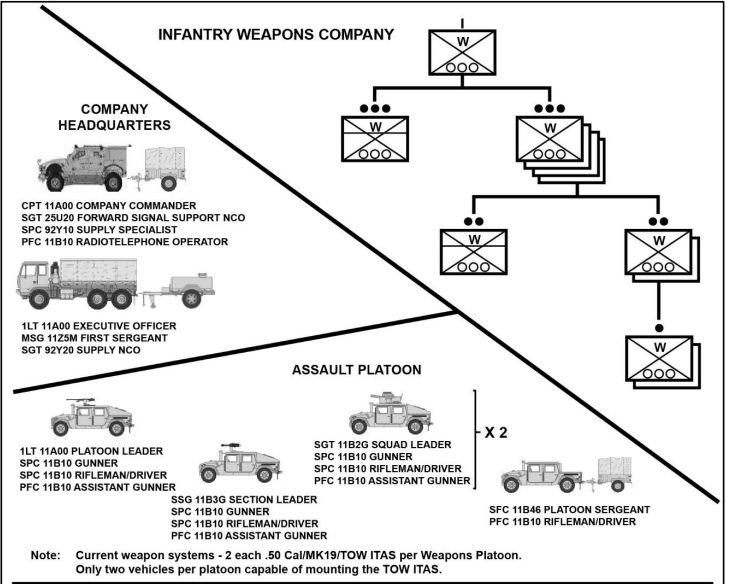 INFANTRY WEAPONS COMPANY
W
W
W
W
W
W
COMPANY
HEADQUARTERS
CPT 11A00 COMPANY COMMANDER
SGT 25U20 FORWARD SIGNAL SUPPORT NCO
SPC 92Y10 SUPPLY SPECIALIST
PFC 11B10 RADIOTELEPHONE OPERATOR
1LT 11A00 EXECUTIVE OFFICER
MSG 11Z5M FIRST SERGEANT
SGT 92Y20 SUPPLY NCO
ASSAULT PLATOON
1LT 11A00 PLATOON LEADER
SPC 11B10 GUNNER
SPC 11B10 RIFLEMAN/DRIVER
PFC 11B10 ASSISTANT GUNNER
SSG 11B3G SECTION LEADER
SPC 11B10 GUNNER
SPC 11B10 RIFLEMAN/DRIVER
PFC 11B10 ASSISTANT GUNNER
SGT 11B2G SQUAD LEADER
SPC 11B10 GUNNER
SPC 11B10 RIFLEMAN/DRIVER
PFC 11B10 ASSISTANT GUNNER
X 2
SFC 11B46 PLATOON SERGEANT
PFC 11B10 RIFLEMAN/DRIVER
Note: Current weapon systems - 2 each .50 Cal/MK19/TOW ITAS per Weapons Platoon.
Only two vehicles per platoon capable of mounting the TOW ITAS.